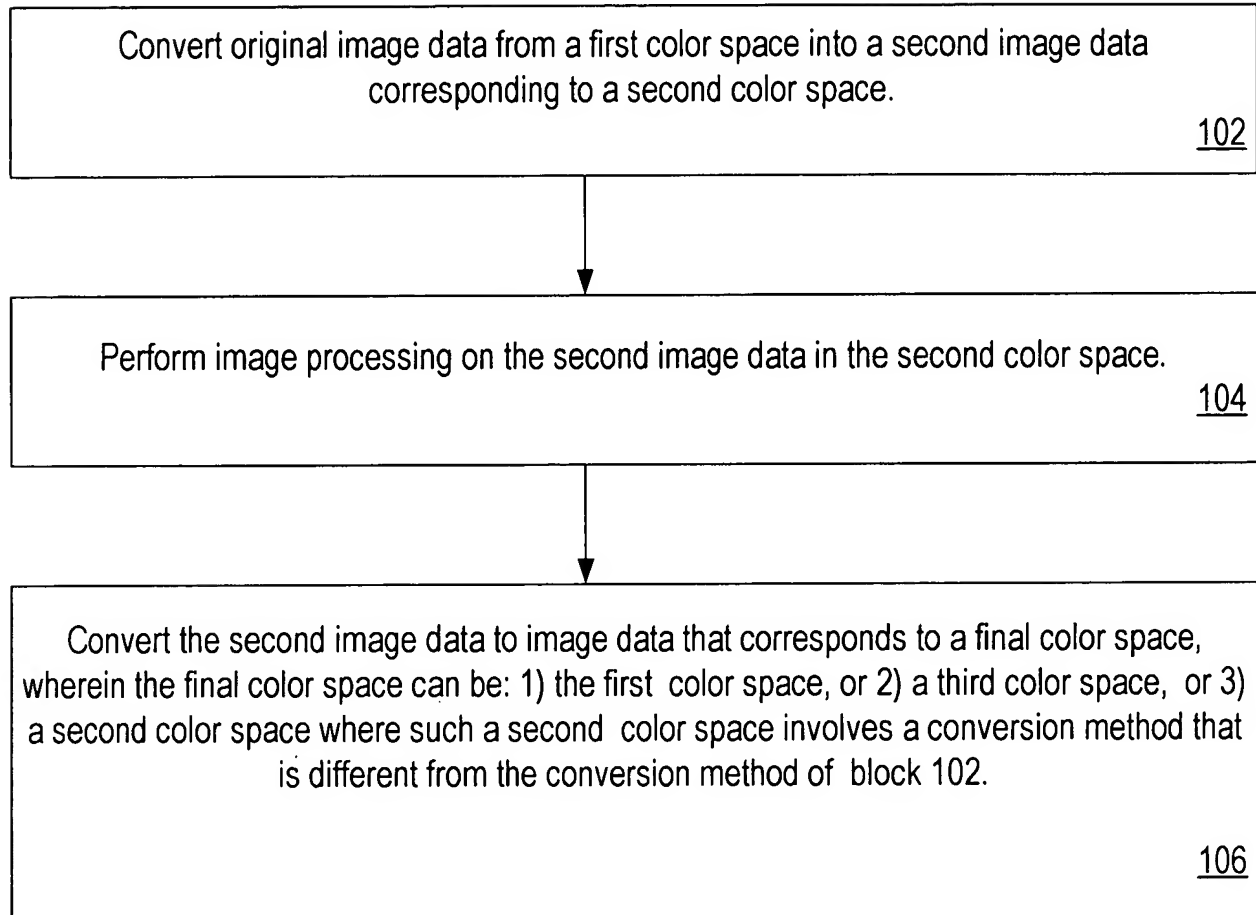 Convert original image data from a first color space into a second image data
corresponding to a second color space.
102
Perform image processing on the second image data in the second color space.
104
Convert the second image data to image data that corresponds to a final color space,
wherein the final color space can be: 1) the first color space, or 2) a third color space, or 3)
a second color space where such a second color space involves a conversion method that
is different from the conversion method of block 102.
106